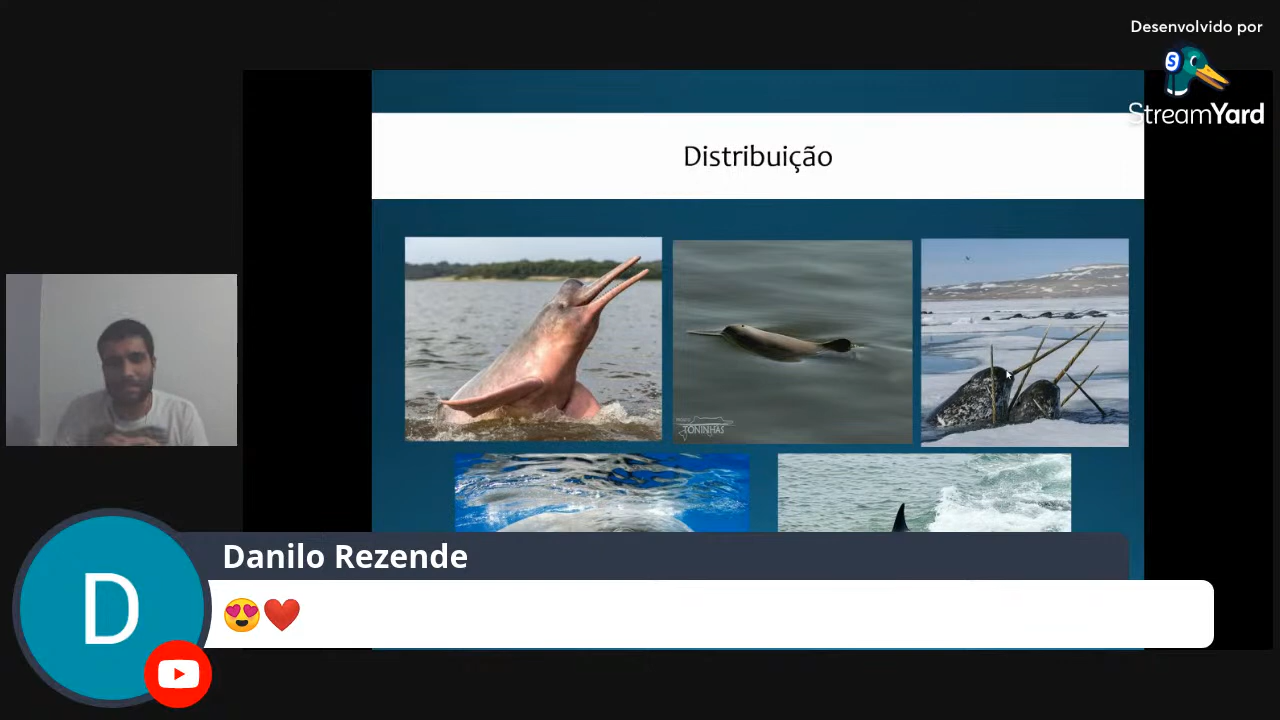 Desenvolvido por
StreamYard
Distribuição
TONINHAS
Danilo Rezende
😍❤️
D